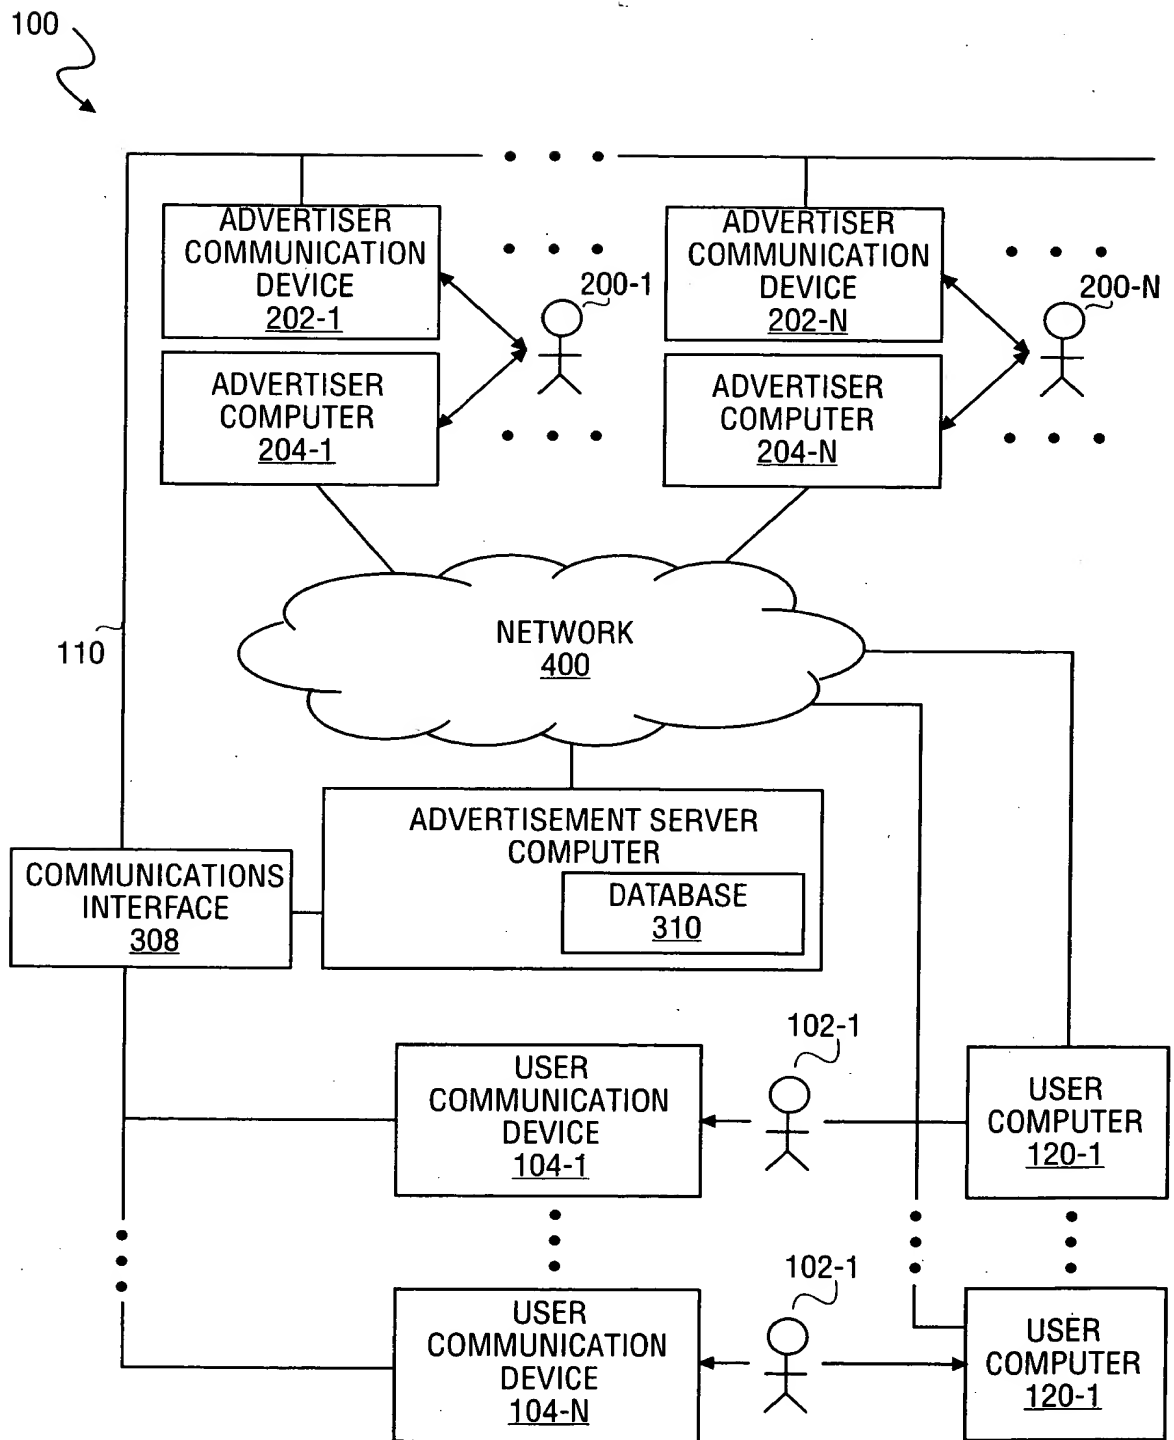 100
ADVERTISER
COMMUNICATION
DEVICE
202-1
200-1
ADVERTISER
COMPUTER
204-1
ADVERTISER
COMMUNICATION
DEVICE
202-N
200-N
ADVERTISER
COMPUTER
204-N
110
NETWORK
400
ADVERTISEMENT SERVER
COMPUTER
DATABASE
310
COMMUNICATIONS
INTERFACE
308
USER
COMMUNICATION
DEVICE
104-1
102-1
USER
COMPUTER
120-1
USER
COMMUNICATION
DEVICE
104-N
102-1
USER
COMPUTER
120-1